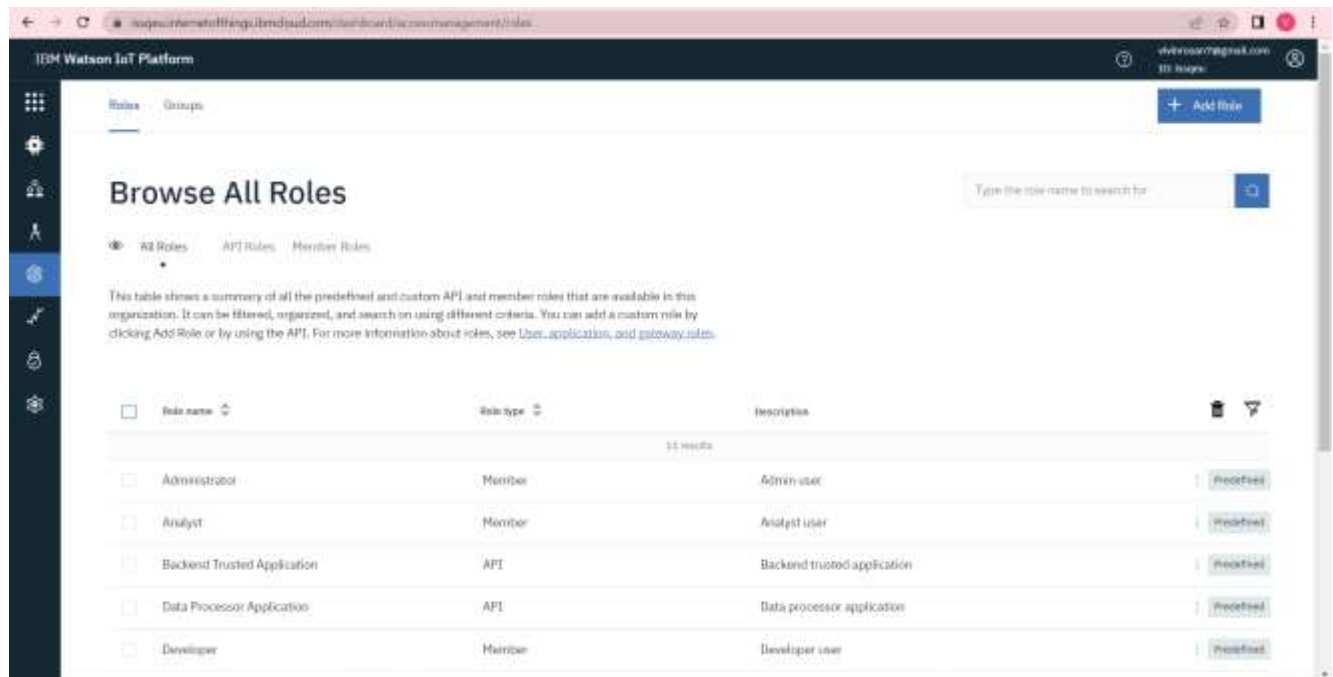 IBM Watson IoT Platform
Roles Groups
+ Add Role
Browse All Roles
Type the role name to search for
All Roles API Roles Member Roles
This table shows a summary of all the predefined and custom API and member roles that are available in this
organization. It can be filtered, organized, and search on using different criteria. You can add a custom role by
clicking Add Role or by using the API. For more information about roles, see User, application, and gateway roles.
Role name Role type Description
11 results
Administrator Member Admin user Predefined
Analyst Member Analyst user Predefined
Backend Trusted Application API Backend trusted application Predefined
Data Processor Application API Data processor application Predefined
Developer Member Developer user Predefined